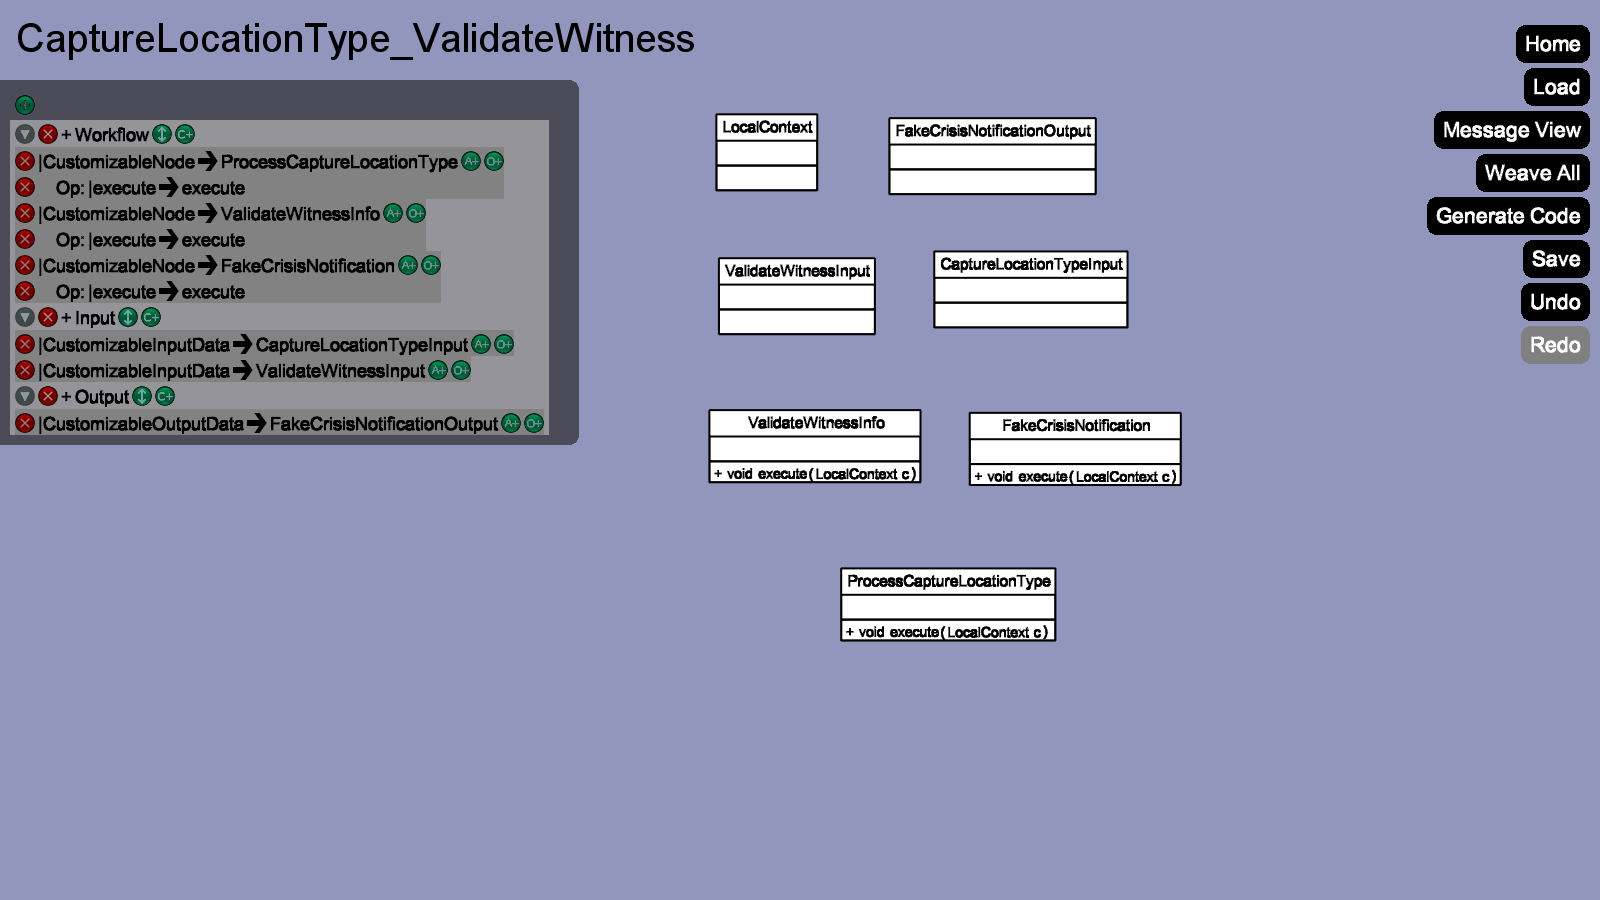 CaptureLocationType_ValidateWitness
+ Workflow C+
|CustomizableNode ProcessCaptureLocationType A+ O+
Op: |execute execute
|CustomizableNode ValidateWitnessInfo A+ O+
Op: |execute execute
|CustomizableNode FakeCrisisNotification A+ O+
Op: |execute execute
+ Input C+
|CustomizableInputData CaptureLocationTypeInput A+ O+
|CustomizableInputData ValidateWitnessInput A+ O+
+ Output C+
|CustomizableOutputData FakeCrisisNotificationOutput A+ O+
LocalContext
FakeCrisisNotificationOutput
ValidateWitnessInput
CaptureLocationTypeInput
ValidateWitnessInfo
+ void execute(LocalContext c)
FakeCrisisNotification
+ void execute(LocalContext c)
ProcessCaptureLocationType
+ void execute(LocalContext c)
Home
Load
Message View
Weave All
Generate Code
Save
Undo
Redo